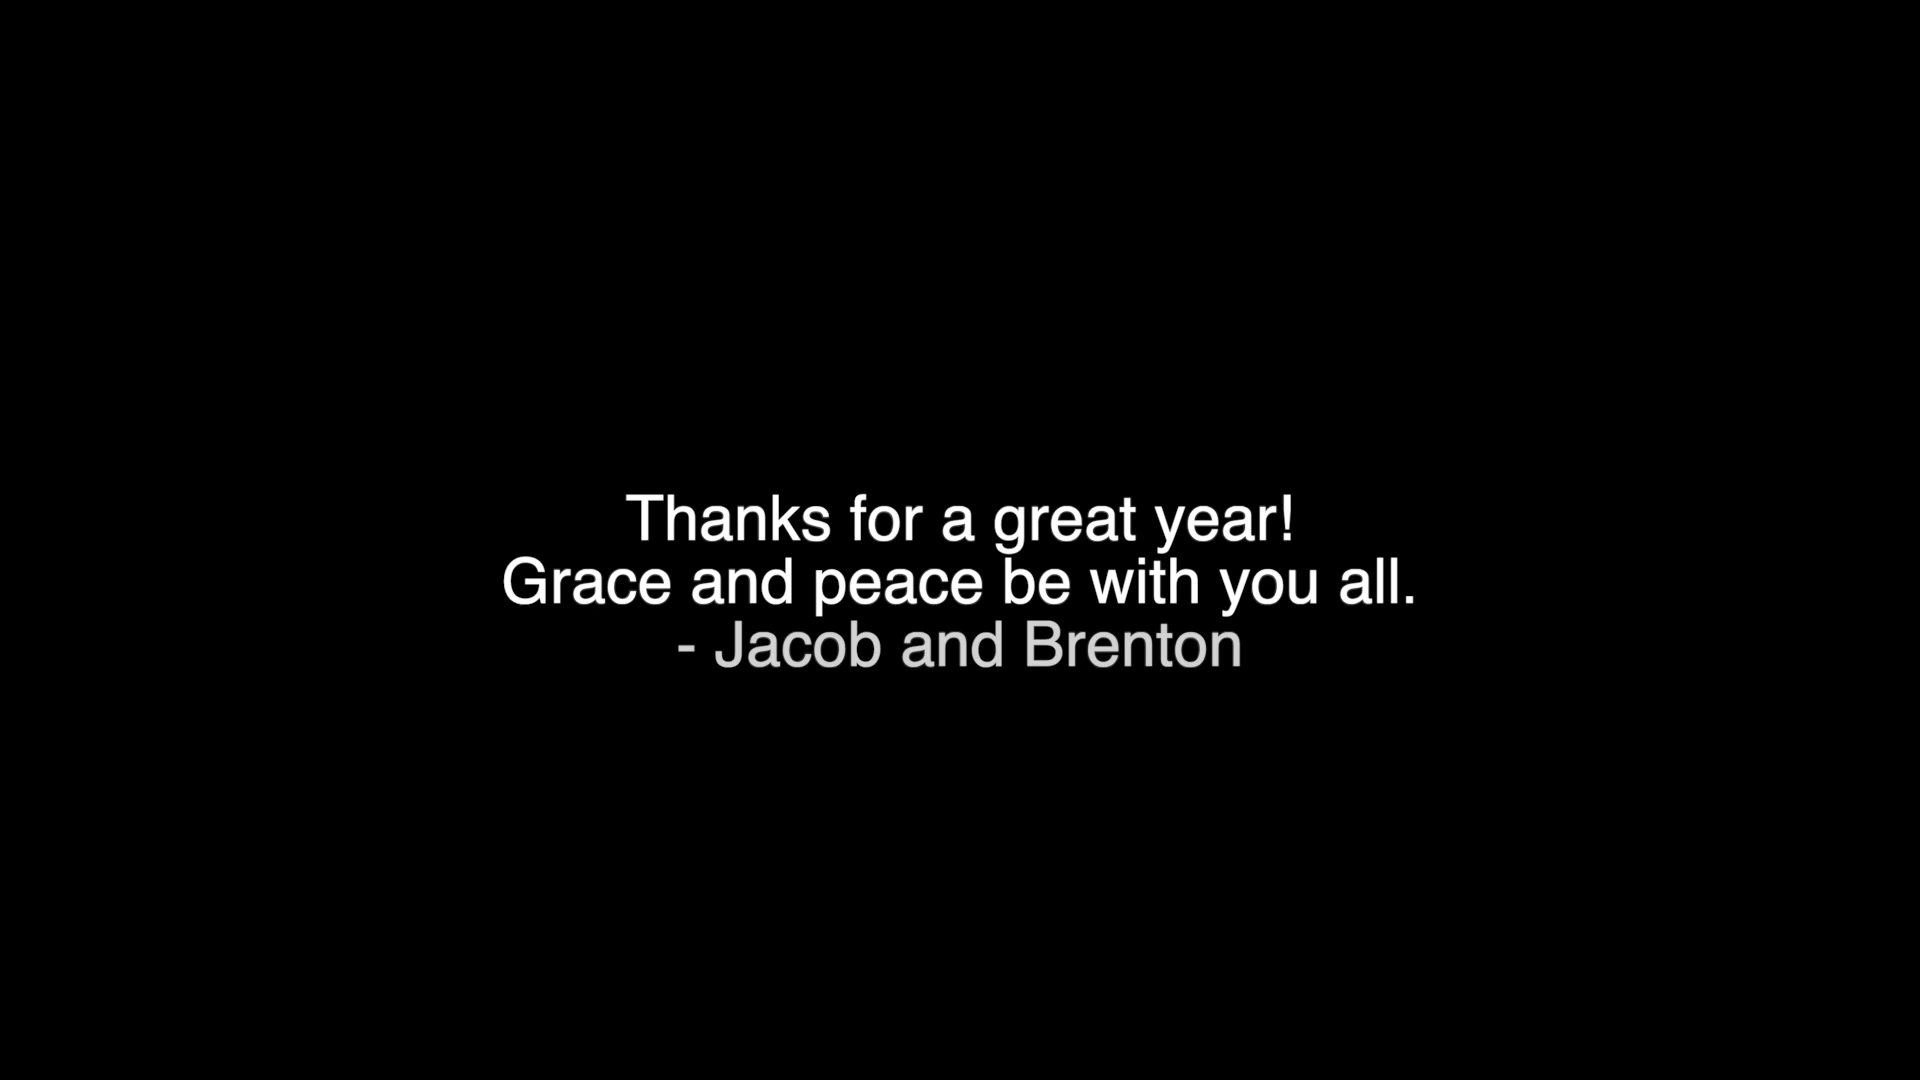 Thanks for a great year!
Grace and peace be with you all.
- Jacob and Brenton